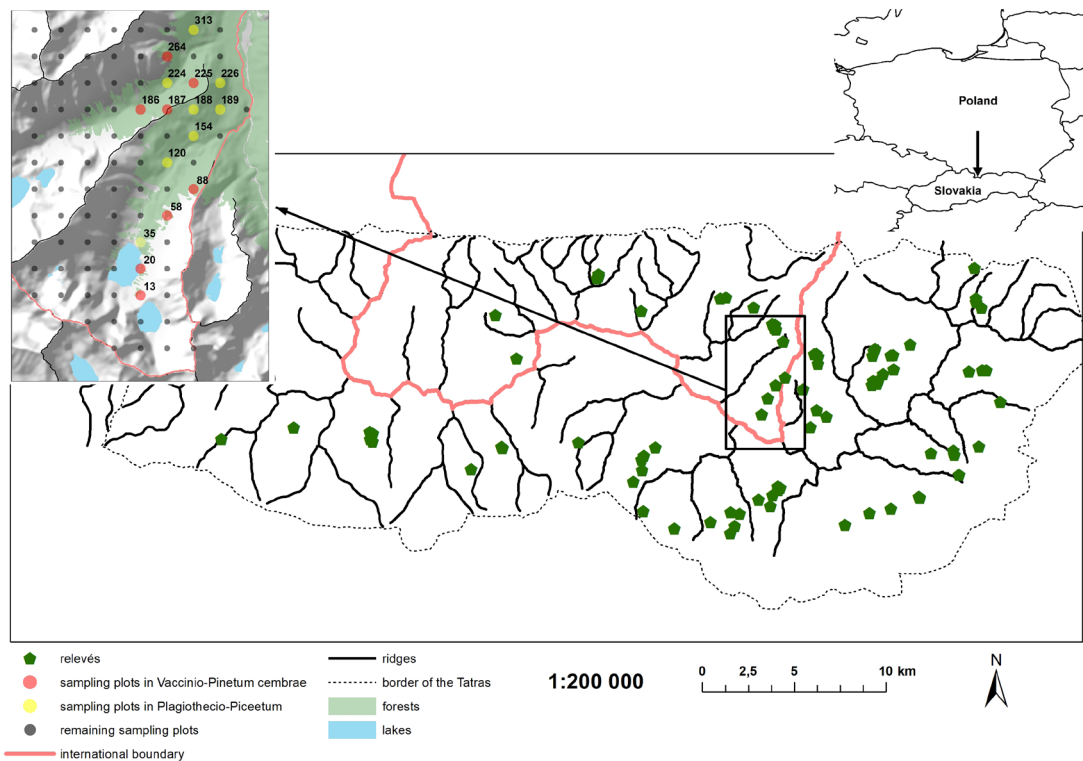 313
264
224 225 226
186 187 188 189
154
120
88
58
35
20
13
Poland
Slovakia
relevés
sampling plots in Vaccinio-Pinetum cembrae
sampling plots in Plagiothecio-Piceetum
remaining sampling plots
international boundary
ridges
border of the Tatras
forests
lakes
1:200 000
0 2,5 5 10 km
N